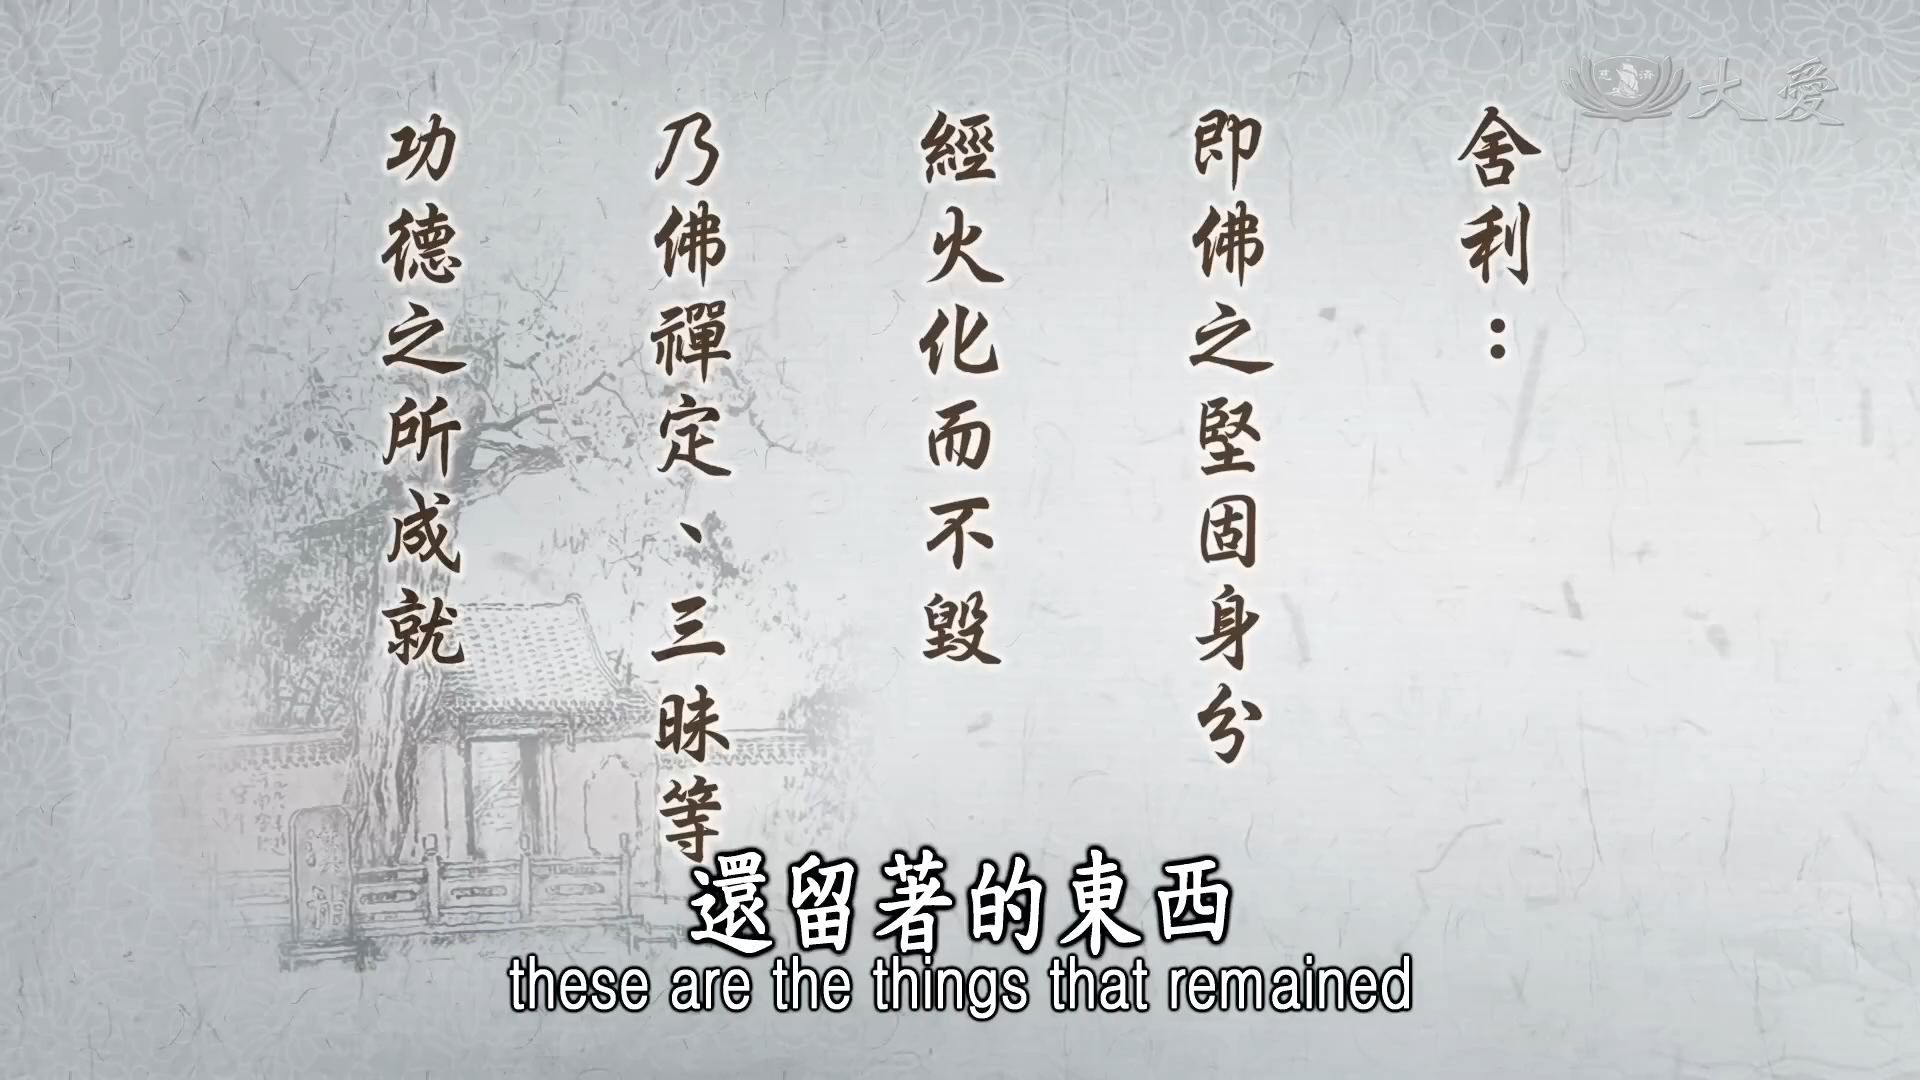 舍利：
即佛之堅固身分
經火化而不毀
乃佛禪定、三昧等
功德之所成就
慈濟
大愛
還留著的東西
these are the things that remained